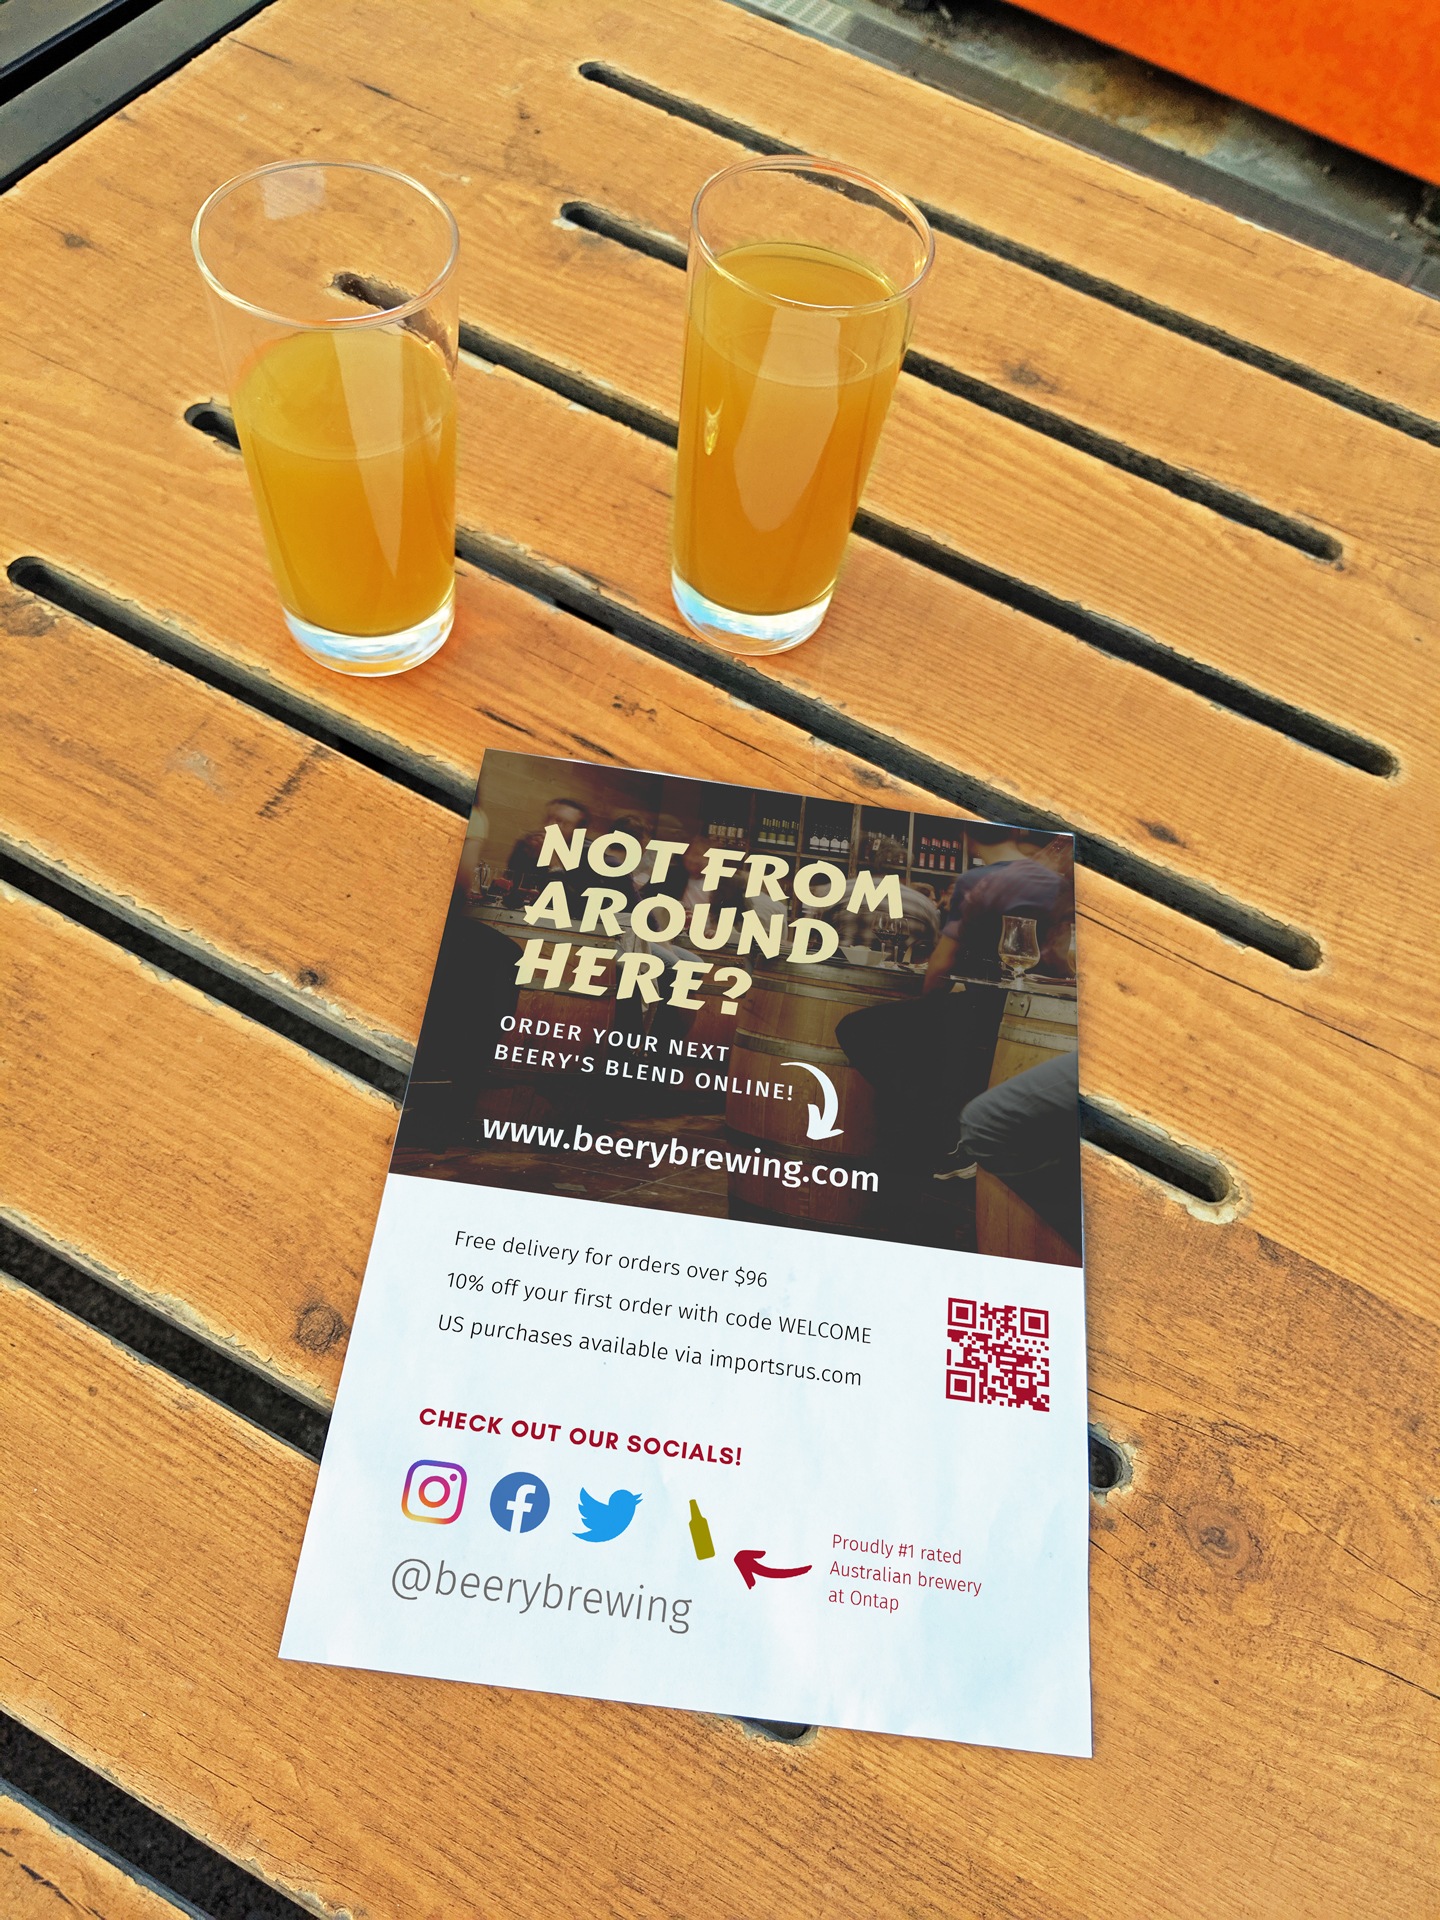 NOT FROM
AROUND
HERE?
ORDER YOUR NEXT
BEERY'S BLEND ONLINE!
www.beerybrewing.com
Free delivery for orders over $96
10% off your first order with code WELCOME
US purchases available via importsrus.com
CHECK OUT OUR SOCIALS!
@beerybrewing
Proudly #1 rated
Australian brewery
at Ontap